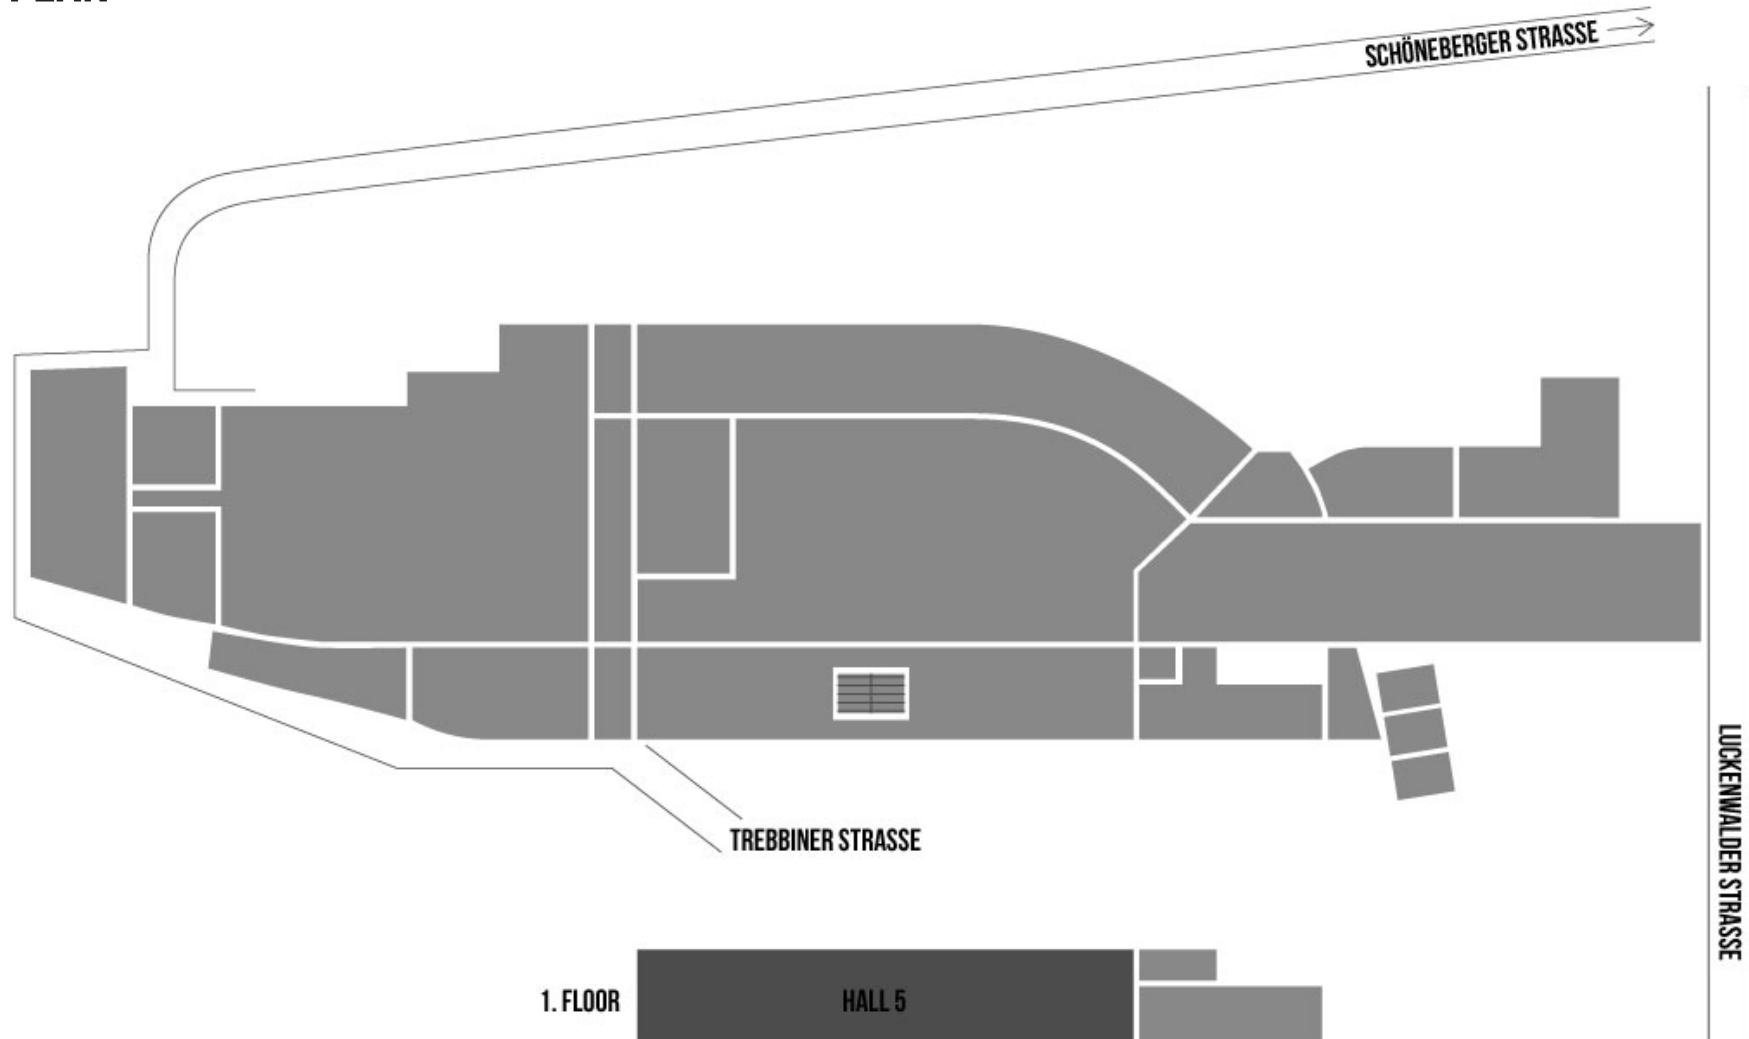 SCHÖNEBERGER STRASSE
LUCKENWALDER STRASSE
TREBBINER STRASSE
1. FLOOR
HALL 5